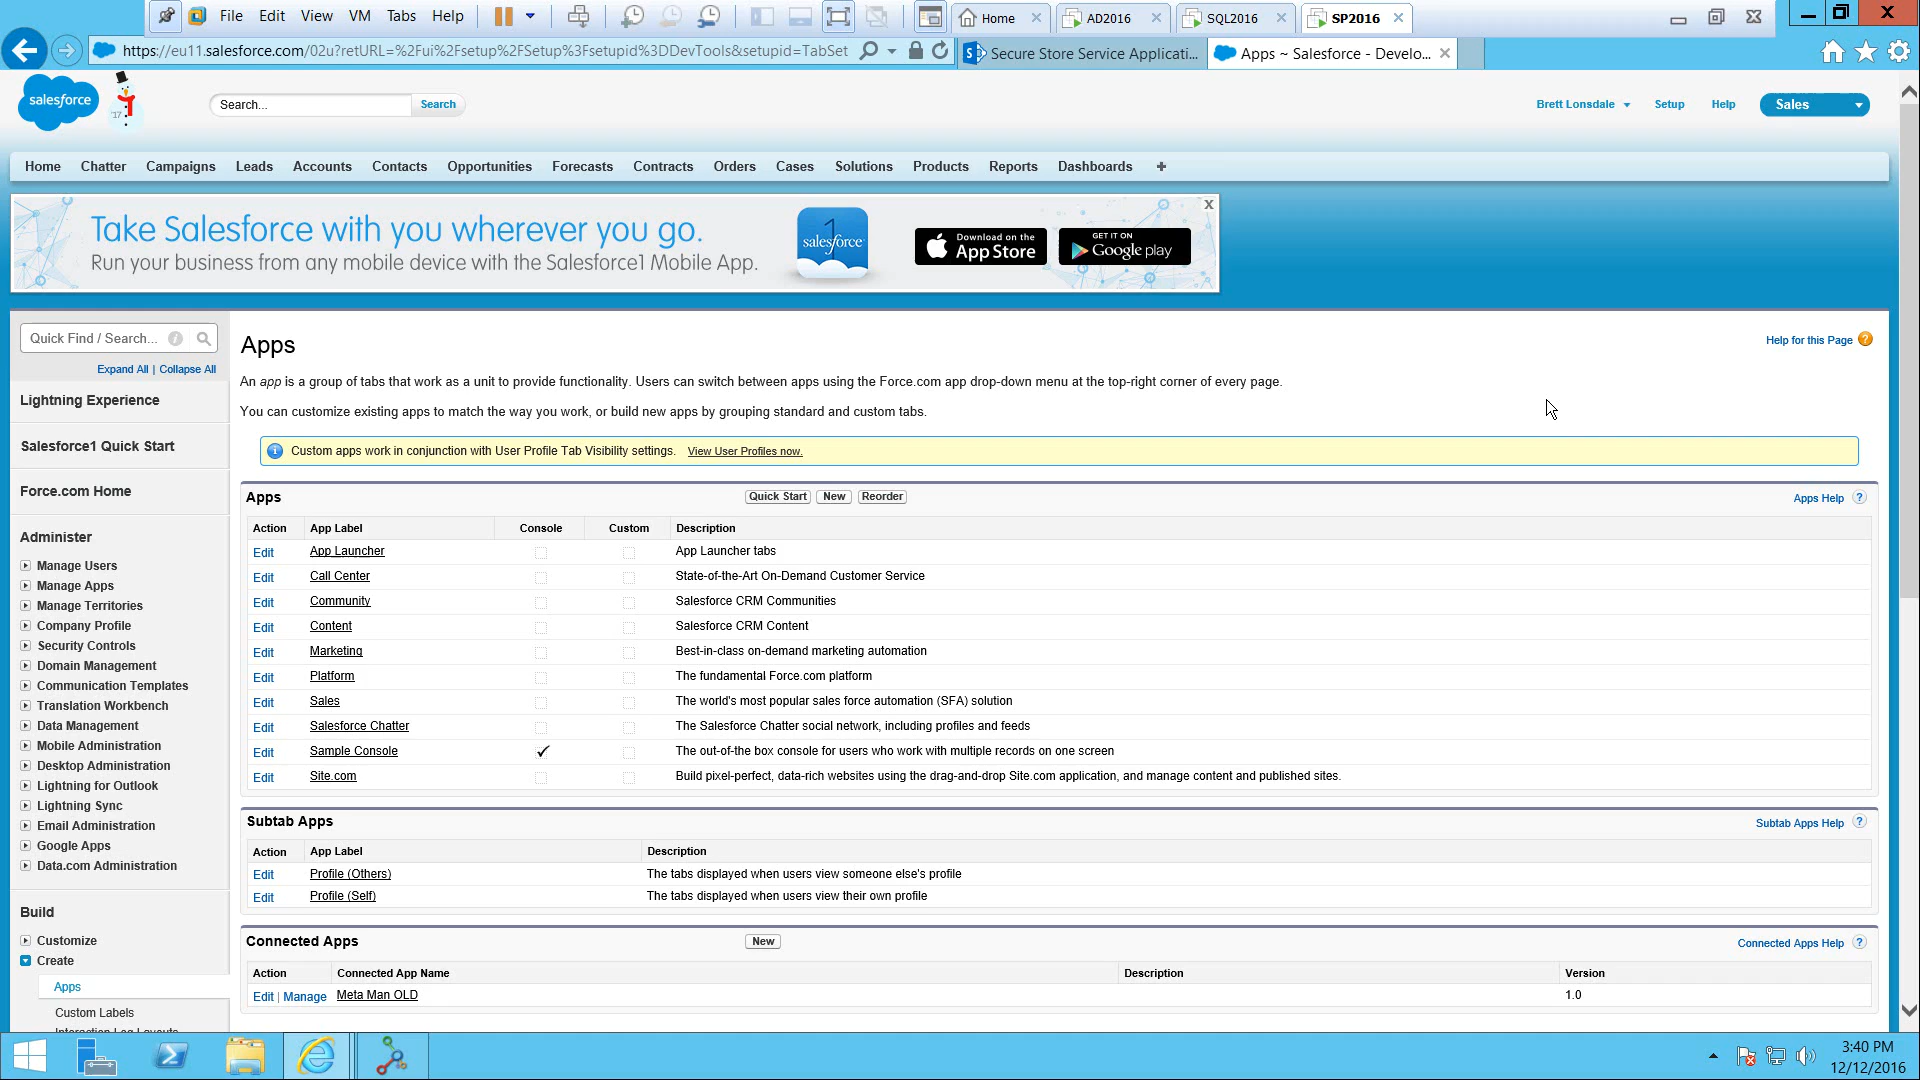 File Edit View VM Tabs Help
Home AD2016 SQL2016 SP2016
https://eu11.salesforce.com/02u?retURL=%2Fui%2Fsetup%2FSetup%3Fsetupid%3DDevTools&setupid=TabSet
Secure Store Service Applicati...
Apps ~ Salesforce - Develo...
salesforce
'17
Search...
Search
Brett Lonsdale
Setup
Help
Sales
Home Chatter Campaigns Leads Accounts Contacts Opportunities Forecasts Contracts Orders Cases Solutions Products Reports Dashboards +
Take Salesforce with you wherever you go.
Run your business from any mobile device with the Salesforce1 Mobile App.
1
salesforce
Download on the
App Store
GET IT ON
Google play
X
Quick Find / Search...
Expand All | Collapse All
Lightning Experience
Salesforce1 Quick Start
Force.com Home
Administer
Manage Users
Manage Apps
Manage Territories
Company Profile
Security Controls
Domain Management
Communication Templates
Translation Workbench
Data Management
Mobile Administration
Desktop Administration
Lightning for Outlook
Lightning Sync
Email Administration
Google Apps
Data.com Administration
Build
Customize
Create
Apps
Custom Labels
Interaction Log Layouts
Apps
Help for this Page ?
An app is a group of tabs that work as a unit to provide functionality. Users can switch between apps using the Force.com app drop-down menu at the top-right corner of every page.
You can customize existing apps to match the way you work, or build new apps by grouping standard and custom tabs.
Custom apps work in conjunction with User Profile Tab Visibility settings. View User Profiles now.
Apps Quick Start New Reorder Apps Help ?
Action App Label Console Custom Description
Edit App Launcher App Launcher tabs
Edit Call Center State-of-the-Art On-Demand Customer Service
Edit Community Salesforce CRM Communities
Edit Content Salesforce CRM Content
Edit Marketing Best-in-class on-demand marketing automation
Edit Platform The fundamental Force.com platform
Edit Sales The world's most popular sales force automation (SFA) solution
Edit Salesforce Chatter The Salesforce Chatter social network, including profiles and feeds
Edit Sample Console ✓ The out-of-the box console for users who work with multiple records on one screen
Edit Site.com Build pixel-perfect, data-rich websites using the drag-and-drop Site.com application, and manage content and published sites.
Subtab Apps Subtab Apps Help ?
Action App Label Description
Edit Profile (Others) The tabs displayed when users view someone else's profile
Edit Profile (Self) The tabs displayed when users view their own profile
Connected Apps New Connected Apps Help ?
Action Connected App Name Description Version
Edit | Manage Meta Man OLD 1.0
3:40 PM
12/12/2016